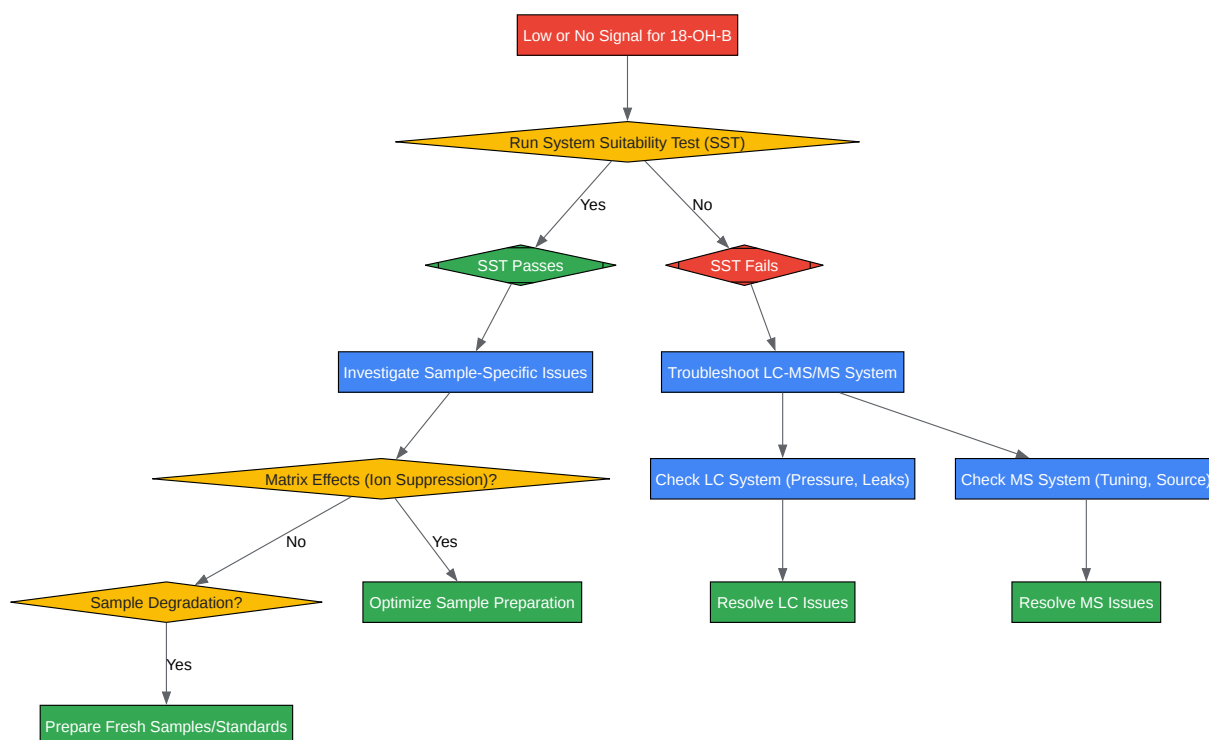 Low or No Signal for 18-OH-B
Run System Suitability Test (SST)
Yes
No
SST Passes
SST Fails
Investigate Sample-Specific Issues
Troubleshoot LC-MS/MS System
Matrix Effects (Ion Suppression)?
Check LC System (Pressure, Leaks)
Check MS System (Tuning, Source)
No
Yes
Sample Degradation?
Optimize Sample Preparation
Resolve LC Issues
Resolve MS Issues
Yes
Prepare Fresh Samples/Standards